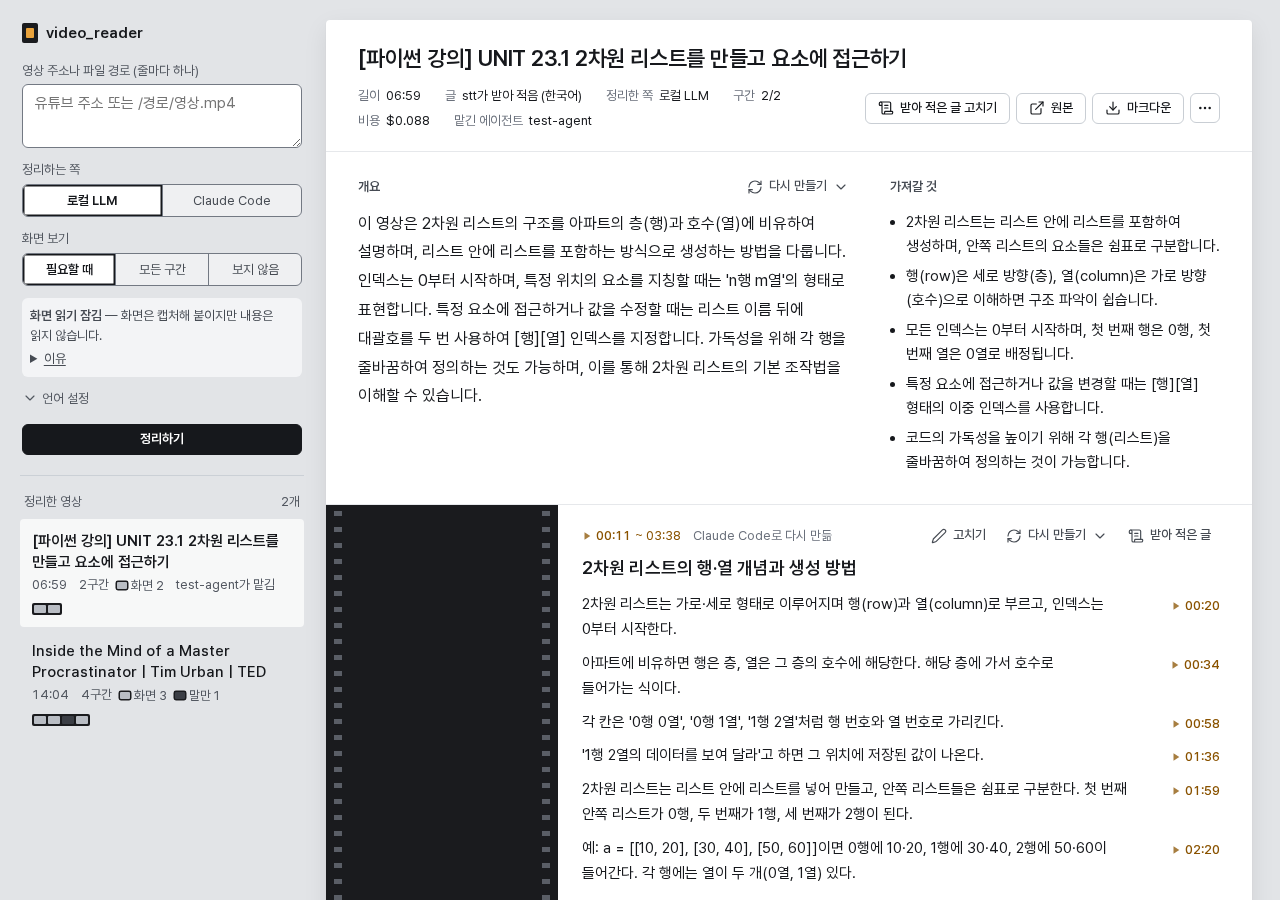 video_reader
영상 주소나 파일 경로 (줄마다 하나)
유튜브 주소 또는 /경로/영상.mp4
정리하는 쪽
로컬 LLM
Claude Code
화면 보기
필요할 때
모든 구간
보지 않음
화면 읽기 잠김 — 화면은 캡처해 붙이지만 내용은
읽지 않습니다.
이유
언어 설정
정리하기
정리한 영상
2개
[파이썬 강의] UNIT 23.1 2차원 리스트를
만들고 요소에 접근하기
06:59 2구간 화면 2 test-agent가 맡김
Inside the Mind of a Master
Procrastinator | Tim Urban | TED
14:04 4구간 화면 3 말만 1
[파이썬 강의] UNIT 23.1 2차원 리스트를 만들고 요소에 접근하기
길이 06:59 글 stt가 받아 적음 (한국어) 정리한 쪽 로컬 LLM 구간 2/2
비용 $0.088 맡긴 에이전트 test-agent
받아 적은 글 고치기
원본
마크다운
개요
다시 만들기
이 영상은 2차원 리스트의 구조를 아파트의 층(행)과 호수(열)에 비유하여
설명하며, 리스트 안에 리스트를 포함하는 방식으로 생성하는 방법을 다룹니다.
인덱스는 0부터 시작하며, 특정 위치의 요소를 지칭할 때는 'n행 m열'의 형태로
표현합니다. 특정 요소에 접근하거나 값을 수정할 때는 리스트 이름 뒤에
대괄호를 두 번 사용하여 [행][열] 인덱스를 지정합니다. 가독성을 위해 각 행을
줄바꿈하여 정의하는 것도 가능하며, 이를 통해 2차원 리스트의 기본 조작법을
이해할 수 있습니다.
가져갈 것
2차원 리스트는 리스트 안에 리스트를 포함하여
생성하며, 안쪽 리스트의 요소들은 쉼표로 구분합니다.
행(row)은 세로 방향(층), 열(column)은 가로 방향
(호수)으로 이해하면 구조 파악이 쉽습니다.
모든 인덱스는 0부터 시작하며, 첫 번째 행은 0행, 첫
번째 열은 0열로 배정됩니다.
특정 요소에 접근하거나 값을 변경할 때는 [행][열]
형태의 이중 인덱스를 사용합니다.
코드의 가독성을 높이기 위해 각 행(리스트)을
줄바꿈하여 정의하는 것이 가능합니다.
00:11 ~ 03:38 Claude Code로 다시 만듦
고치기
다시 만들기
받아 적은 글
2차원 리스트의 행·열 개념과 생성 방법
2차원 리스트는 가로·세로 형태로 이루어지며 행(row)과 열(column)로 부르고, 인덱스는
0부터 시작한다.
00:20
아파트에 비유하면 행은 층, 열은 그 층의 호수에 해당한다. 해당 층에 가서 호수로
들어가는 식이다.
00:34
각 칸은 '0행 0열', '0행 1열', '1행 2열'처럼 행 번호와 열 번호로 가리킨다.
00:58
'1행 2열의 데이터를 보여 달라'고 하면 그 위치에 저장된 값이 나온다.
01:36
2차원 리스트는 리스트 안에 리스트를 넣어 만들고, 안쪽 리스트들은 쉼표로 구분한다. 첫 번째
안쪽 리스트가 0행, 두 번째가 1행, 세 번째가 2행이 된다.
01:59
예: a = [[10, 20], [30, 40], [50, 60]]이면 0행에 10·20, 1행에 30·40, 2행에 50·60이
들어간다. 각 행에는 열이 두 개(0열, 1열) 있다.
02:20